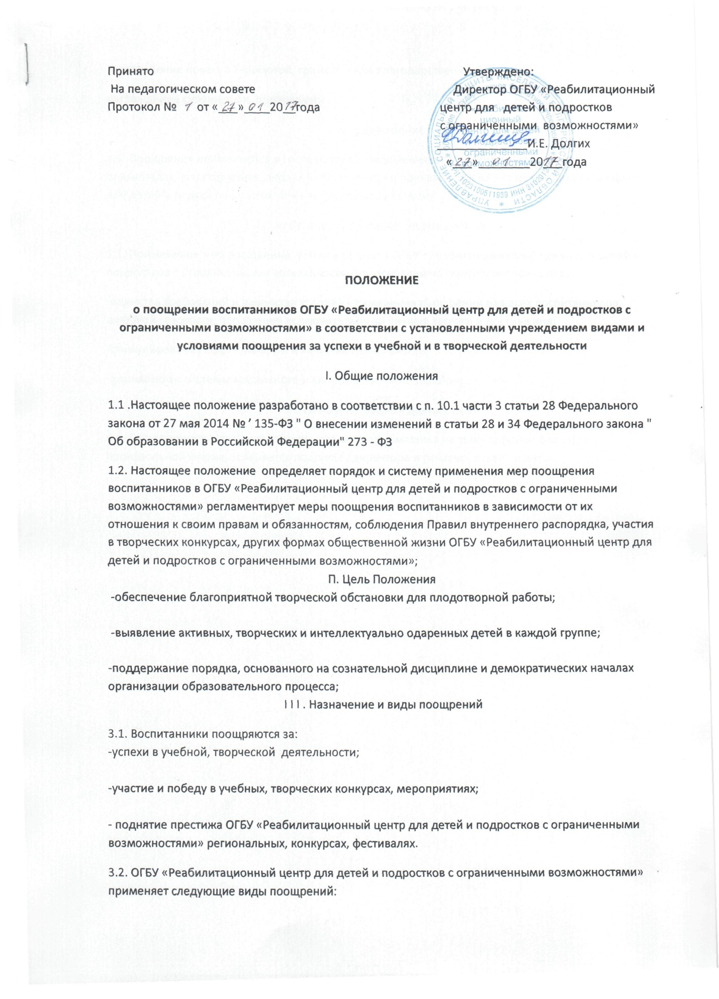 Принято
На педагогическом совете
Протокол № 1 от «27» 01 2017года
Утверждено:
Директор ОГБУ «Реабилитационный
центр для детей и подростков
с ограниченными возможностями»
И.Е. Долгих
«27» 01 2017 года
ПОЛОЖЕНИЕ
о поощрении воспитанников ОГБУ «Реабилитационный центр для детей и подростков с
ограниченными возможностями» в соответствии с установленными учреждением видами и
условиями поощрения за успехи в учебной и в творческой деятельности
I. Общие положения
1.1 .Настоящее положение разработано в соответствии с п. 10.1 части 3 статьи 28 Федерального
закона от 27 мая 2014 № ′ 135-ФЗ " О внесении изменений в статьи 28 и 34 Федерального закона "
Об образовании в Российской Федерации" 273 - ФЗ
1.2. Настоящее положение определяет порядок и систему применения мер поощрения
воспитанников в ОГБУ «Реабилитационный центр для детей и подростков с ограниченными
возможностями» регламентирует меры поощрения воспитанников в зависимости от их
отношения к своим правам и обязанностям, соблюдения Правил внутреннего распорядка, участия
в творческих конкурсах, других формах общественной жизни ОГБУ «Реабилитационный центр для
детей и подростков с ограниченными возможностями»;
П. Цель Положения
-обеспечение благоприятной творческой обстановки для плодотворной работы;
-выявление активных, творческих и интеллектуально одаренных детей в каждой группе;
-поддержание порядка, основанного на сознательной дисциплине и демократических началах
организации образовательного процесса;
I I I . Назначение и виды поощрений
3.1. Воспитанники поощряются за:
-успехи в учебной, творческой деятельности;
-участие и победу в учебных, творческих конкурсах, мероприятиях;
- поднятие престижа ОГБУ «Реабилитационный центр для детей и подростков с ограниченными
возможностями» региональных, конкурсах, фестивалях.
3.2. ОГБУ «Реабилитационный центр для детей и подростков с ограниченными возможностями»
применяет следующие виды поощрений: